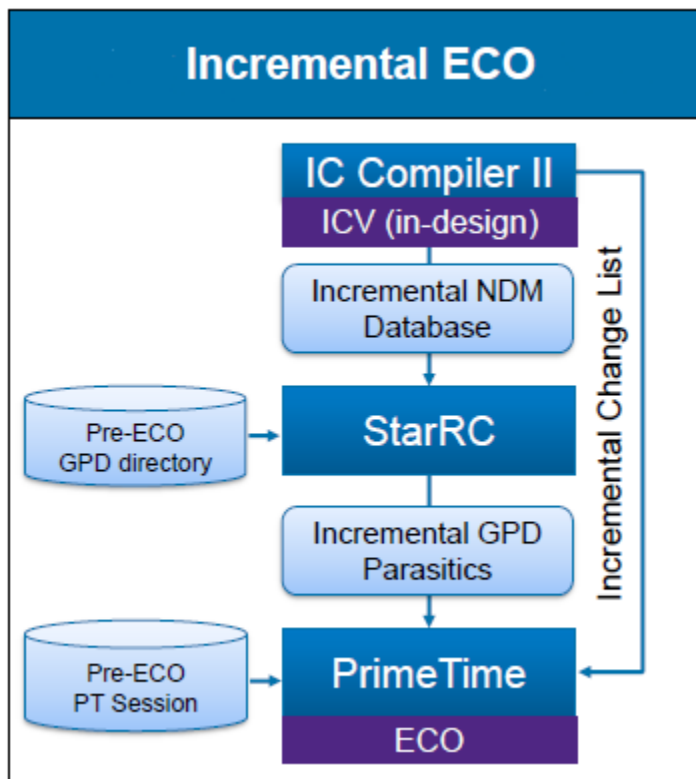 Incremental ECO
IC Compiler II
ICV (in-design)
Incremental NDM
Database
Incremental Change List
Pre-ECO
GPD directory
StarRC
Incremental GPD
Parasitics
Pre-ECO
PT Session
PrimeTime
ECO